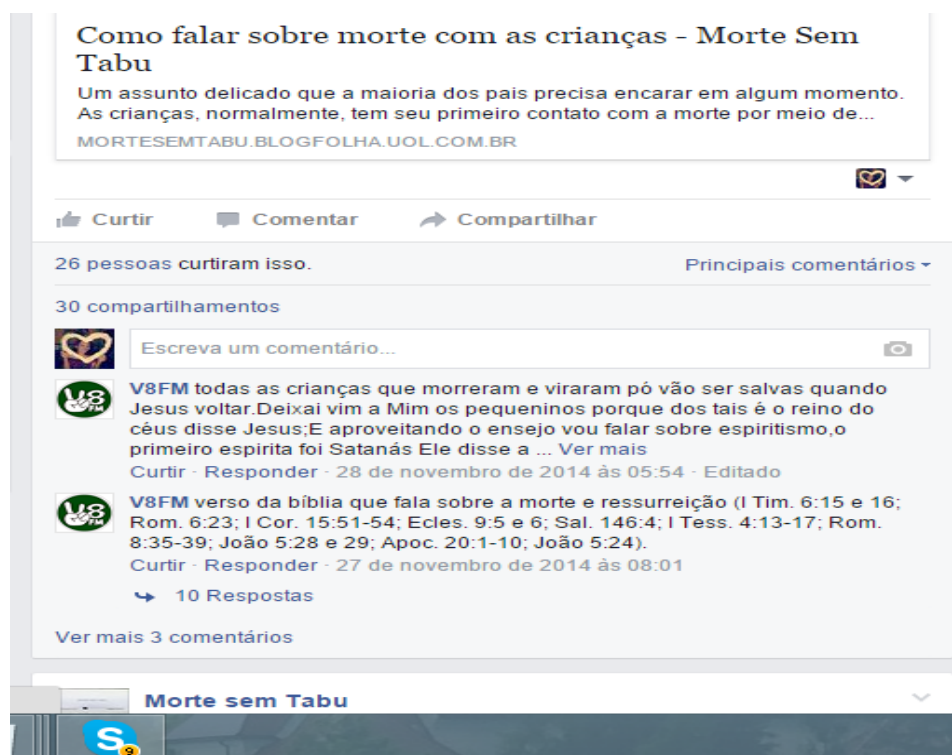 Como falar sobre morte com as crianças - Morte Sem
Tabu
Um assunto delicado que a maioria dos pais precisa encarar em algum momento.
As crianças, normalmente, tem seu primeiro contato com a morte por meio de...
MORTESEMTABU.BLOGFOLHA.UOL.COM.BR
Curtir Comentar Compartilhar
26 pessoas curtiram isso. Principais comentários
30 compartilhamentos
Escreva um comentário...
V8FM todas as crianças que morreram e viraram pó vão ser salvas quando
Jesus voltar.Deixai vim a Mim os pequeninos porque dos tais é o reino do
céus disse Jesus;E aproveitando o ensejo vou falar sobre espiritismo,o
primeiro espirita foi Satanás Ele disse a ... Ver mais
Curtir · Responder · 28 de novembro de 2014 às 05:54 · Editado
V8FM verso da bíblia que fala sobre a morte e ressurreição (I Tim. 6:15 e 16;
Rom. 6:23; I Cor. 15:51-54; Ecles. 9:5 e 6; Sal. 146:4; I Tess. 4:13-17; Rom.
8:35-39; João 5:28 e 29; Apoc. 20:1-10; João 5:24).
Curtir · Responder · 27 de novembro de 2014 às 08:01
10 Respostas
Ver mais 3 comentários
Morte sem Tabu
S
9